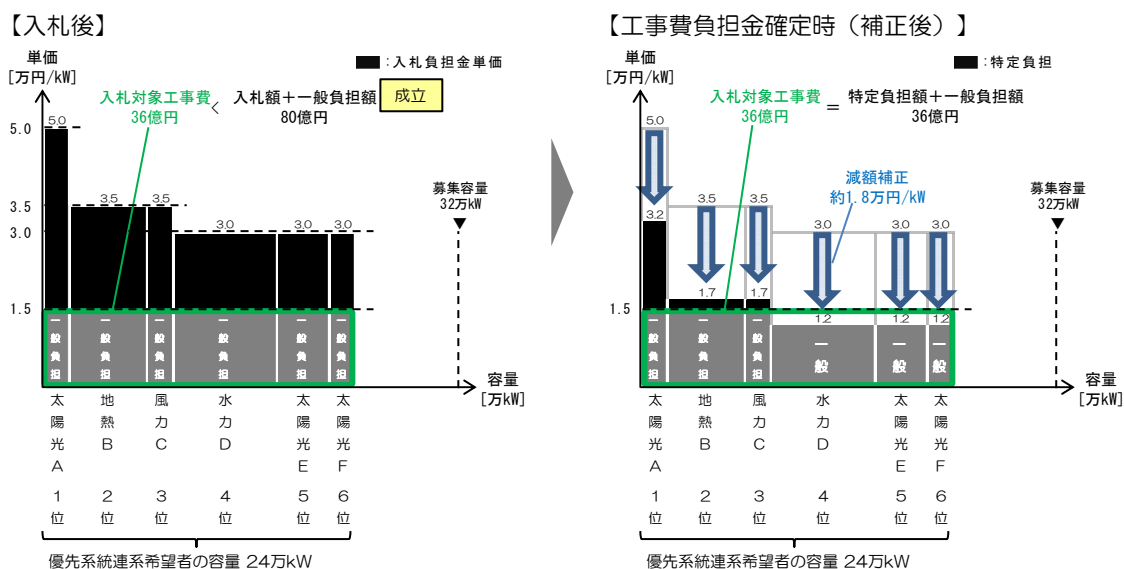 【入札後】
単価
[万円/kW]
■:入札負担金単価
入札対象工事費
36億円
<
入札額＋一般負担額
80億円
成立
5.0
3.5
3.0
1.5
5.0
3.5
3.5
3.0
3.0
3.0
一般負担
一般負担
一般負担
一般負担
一般負担
一般負担
募集容量
32万kW
容量
[万kW]
太陽光A
地熱B
風力C
水力D
太陽光E
太陽光F
1位
2位
3位
4位
5位
6位
優先系統連系希望者の容量 24万kW
【工事費負担金確定時（補正後）】
単価
[万円/kW]
■:特定負担
入札対象工事費
36億円
=
特定負担額＋一般負担額
36億円
減額補正
約1.8万円/kW
1.5
5.0
3.2
3.5
1.7
3.5
1.7
3.0
1.2
3.0
1.2
3.0
1.2
一般負担
一般負担
一般負担
一般
一般
一般
募集容量
32万kW
容量
[万kW]
太陽光A
地熱B
風力C
水力D
太陽光E
太陽光F
1位
2位
3位
4位
5位
6位
優先系統連系希望者の容量 24万kW